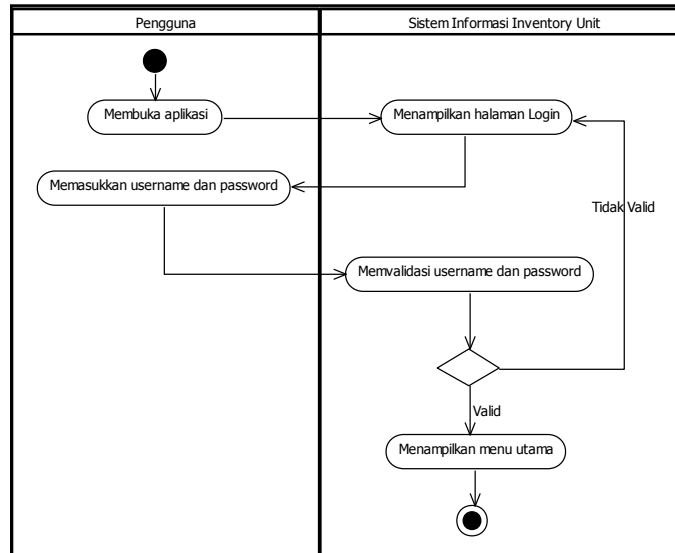 Pengguna
Sistem Informasi Inventory Unit
Membuka aplikasi
Menampilkan halaman Login
Memasukkan username dan password
Tidak Valid
Memvalidasi username dan password
Valid
Menampilkan menu utama